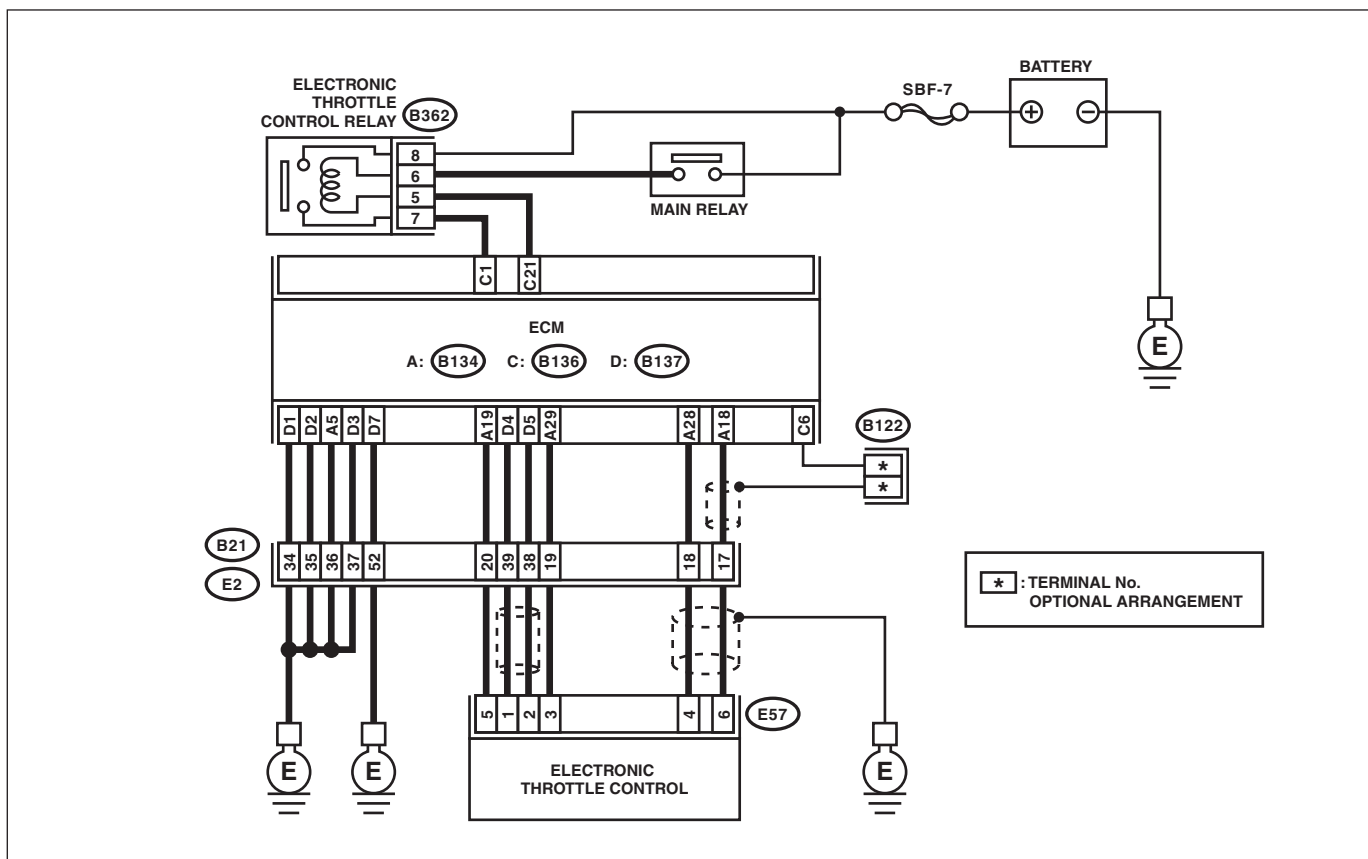 BATTERY
SBF-7
+ −
ELECTRONIC
THROTTLE
CONTROL RELAY
B362
8
6
5
7
MAIN RELAY
E
C1 C21
ECM
A: B134 C: B136 D: B137
D1 D2 A5 D3 D7 A19 D4 D5 A29 A28 A18 C6
B122
*
*
B21
34 35 36 37 52 20 39 38 19 18 17
E2
* : TERMINAL No.
OPTIONAL ARRANGEMENT
5 1 2 3 4 6
E57
E E E
ELECTRONIC
THROTTLE CONTROL